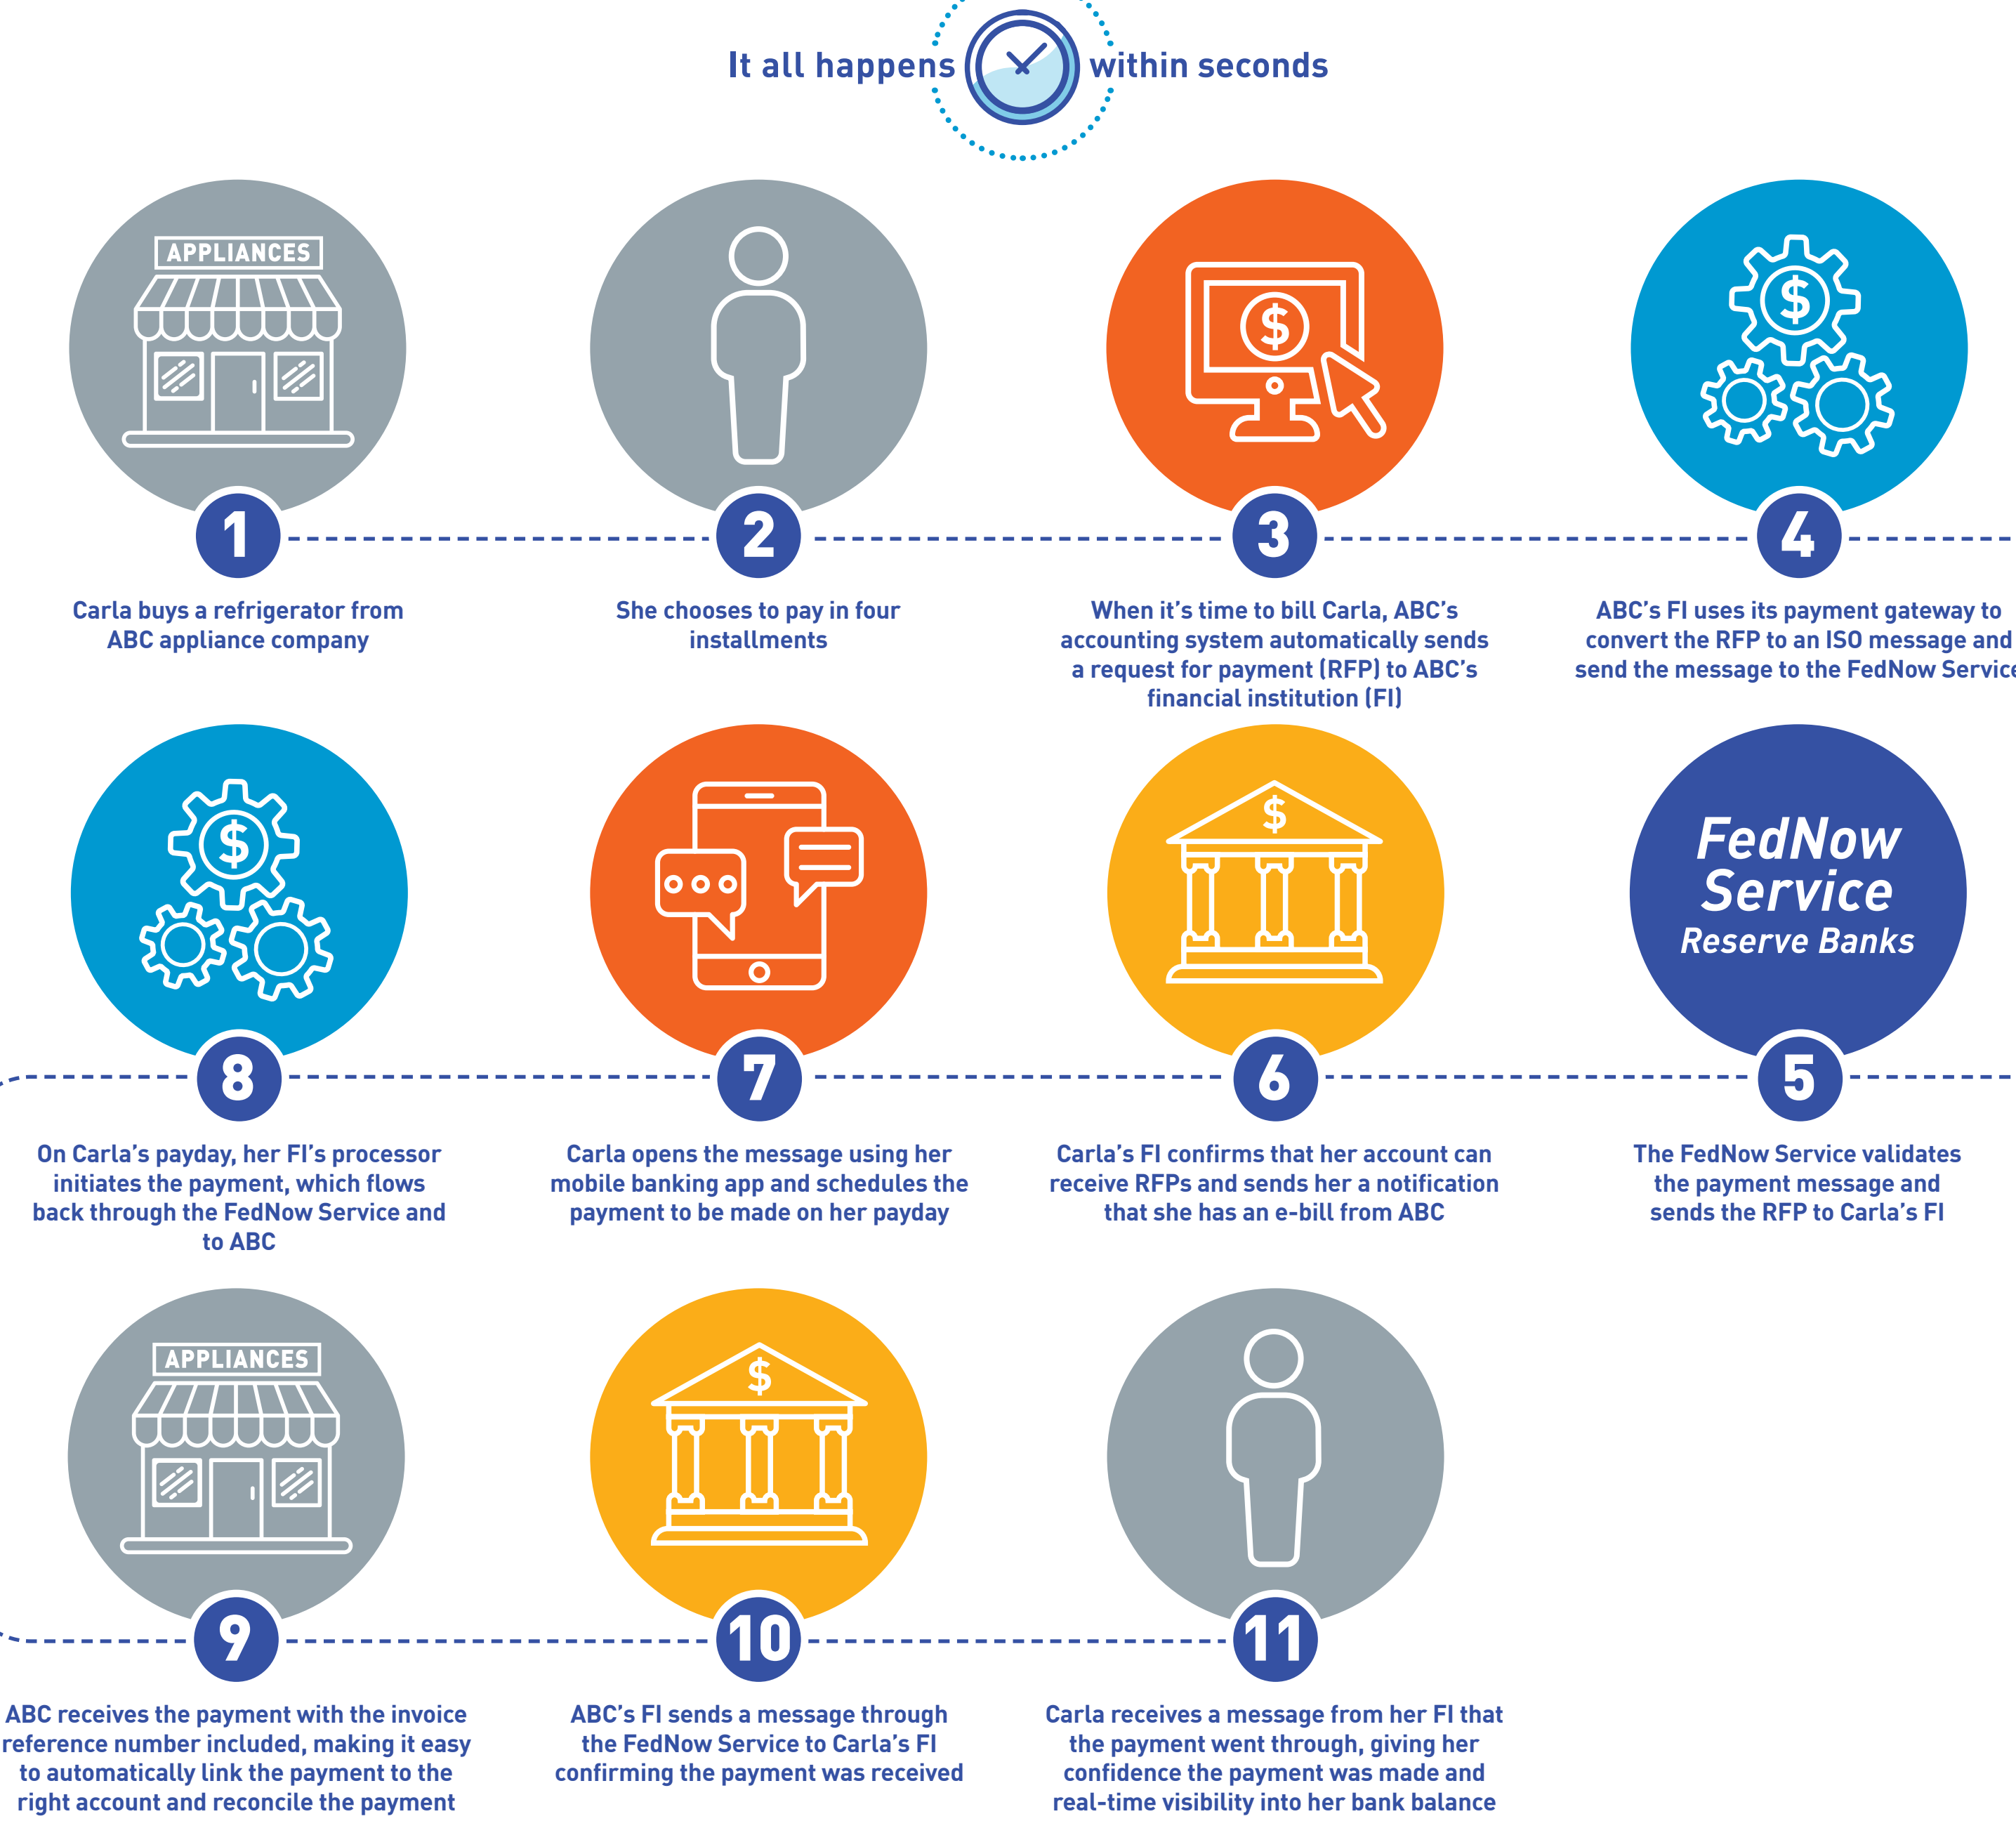 It all happens within seconds
APPLIANCES
1
Carla buys a refrigerator from
ABC appliance company
2
She chooses to pay in four
installments
$
3
When it's time to bill Carla, ABC's
accounting system automatically sends
a request for payment (RFP) to ABC's
financial institution (FI)
$
4
ABC's FI uses its payment gateway to
convert the RFP to an ISO message and
send the message to the FedNow Service
FedNow
Service
Reserve Banks
5
The FedNow Service validates
the payment message and
sends the RFP to Carla's FI
$
6
Carla's FI confirms that her account can
receive RFPs and sends her a notification
that she has an e-bill from ABC
7
Carla opens the message using her
mobile banking app and schedules the
payment to be made on her payday
$
8
On Carla's payday, her FI's processor
initiates the payment, which flows
back through the FedNow Service and
to ABC
APPLIANCES
9
ABC receives the payment with the invoice
reference number included, making it easy
to automatically link the payment to the
right account and reconcile the payment
$
10
ABC's FI sends a message through
the FedNow Service to Carla's FI
confirming the payment was received
11
Carla receives a message from her FI that
the payment went through, giving her
confidence the payment was made and
real-time visibility into her bank balance